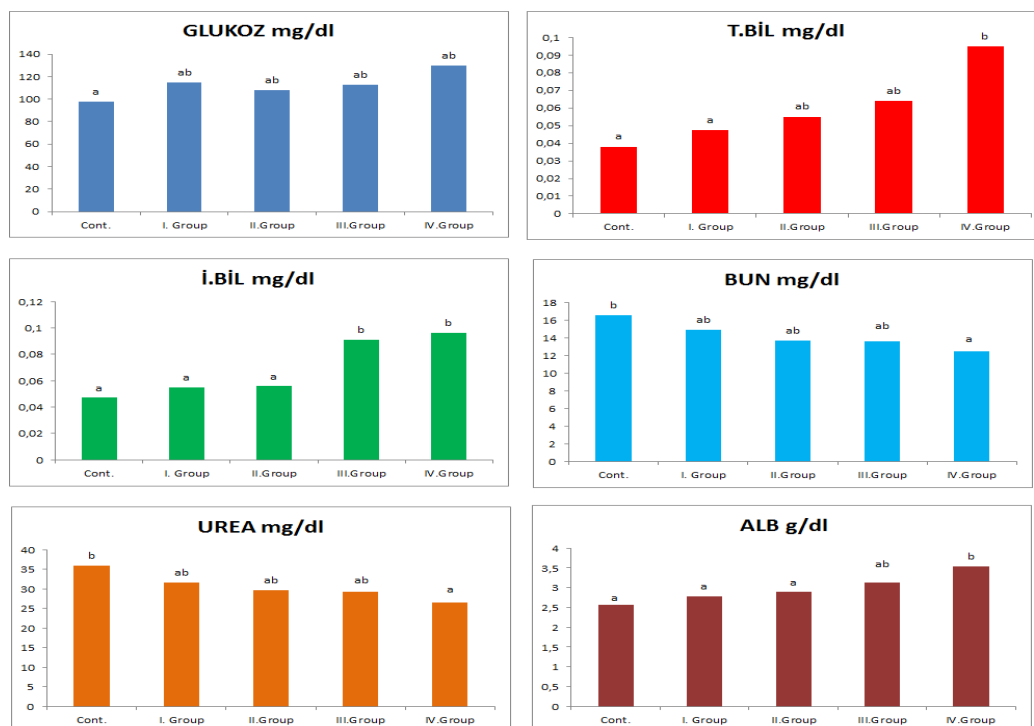 GLUKOZ mg/dl
140
120
100
80
60
40
20
0
a
ab
ab
ab
ab
Cont.
I. Group
II.Group
III.Group
IV.Group
T.BİL mg/dl
0,1
0,09
0,08
0,07
0,06
0,05
0,04
0,03
0,02
0,01
0
a
a
ab
ab
b
Cont.
I. Group
II.Group
III.Group
IV.Group
İ.BİL mg/dl
0,12
0,1
0,08
0,06
0,04
0,02
0
a
a
a
b
b
Cont.
I. Group
II.Group
III.Group
IV.Group
BUN mg/dl
18
16
14
12
10
8
6
4
2
0
b
ab
ab
ab
a
Cont.
I. Group
II.Group
III.Group
IV.Group
UREA mg/dl
40
35
30
25
20
15
10
5
0
b
ab
ab
ab
a
Cont.
I. Group
II.Group
III.Group
IV.Group
ALB g/dl
4
3,5
3
2,5
2
1,5
1
0,5
0
a
a
a
ab
b
Cont.
I. Group
II.Group
III.Group
IV.Group